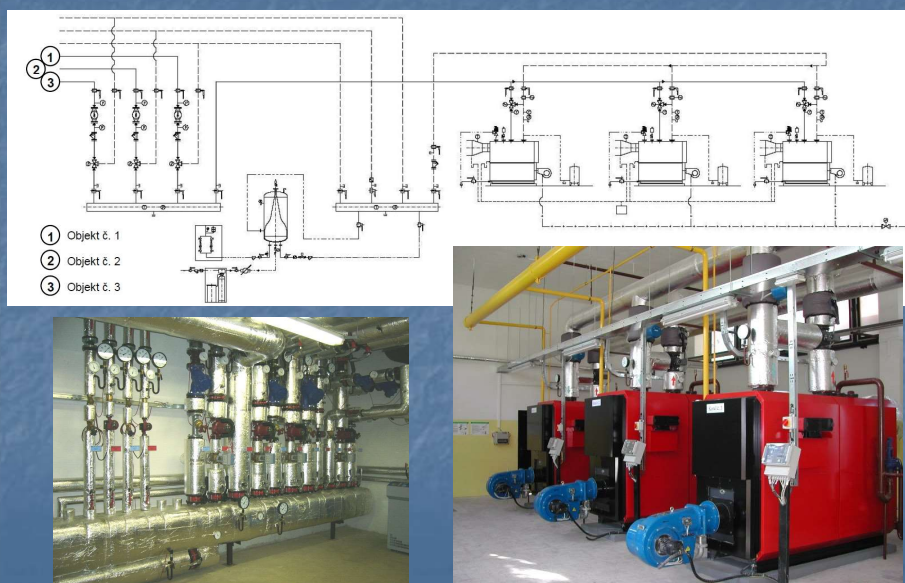 1
2
3
1 Objekt č. 1
2 Objekt č. 2
3 Objekt č. 3